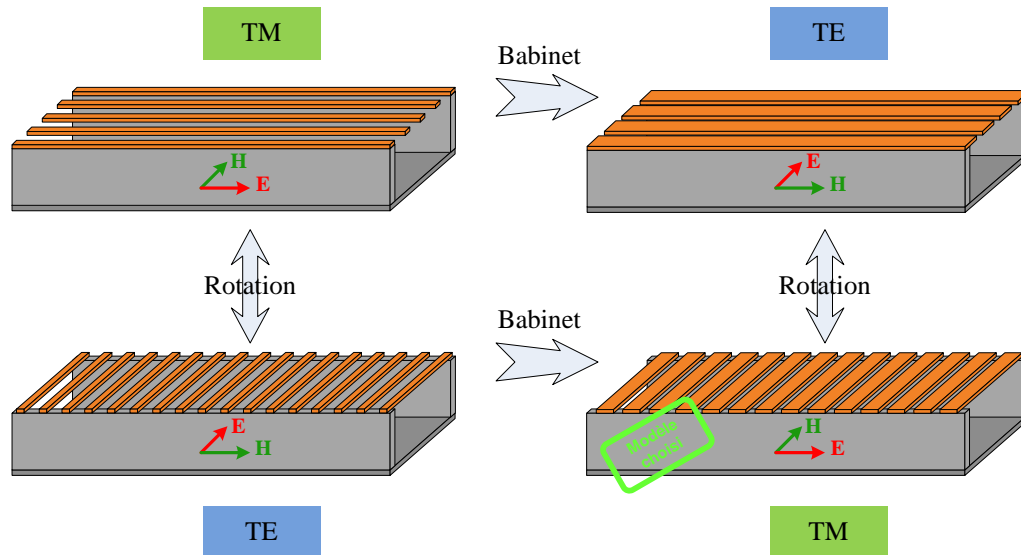 TM
TE
Babinet
H
E
E
H
Rotation
Rotation
Babinet
E
H
H
E
Modèle
choisi
TE
TM